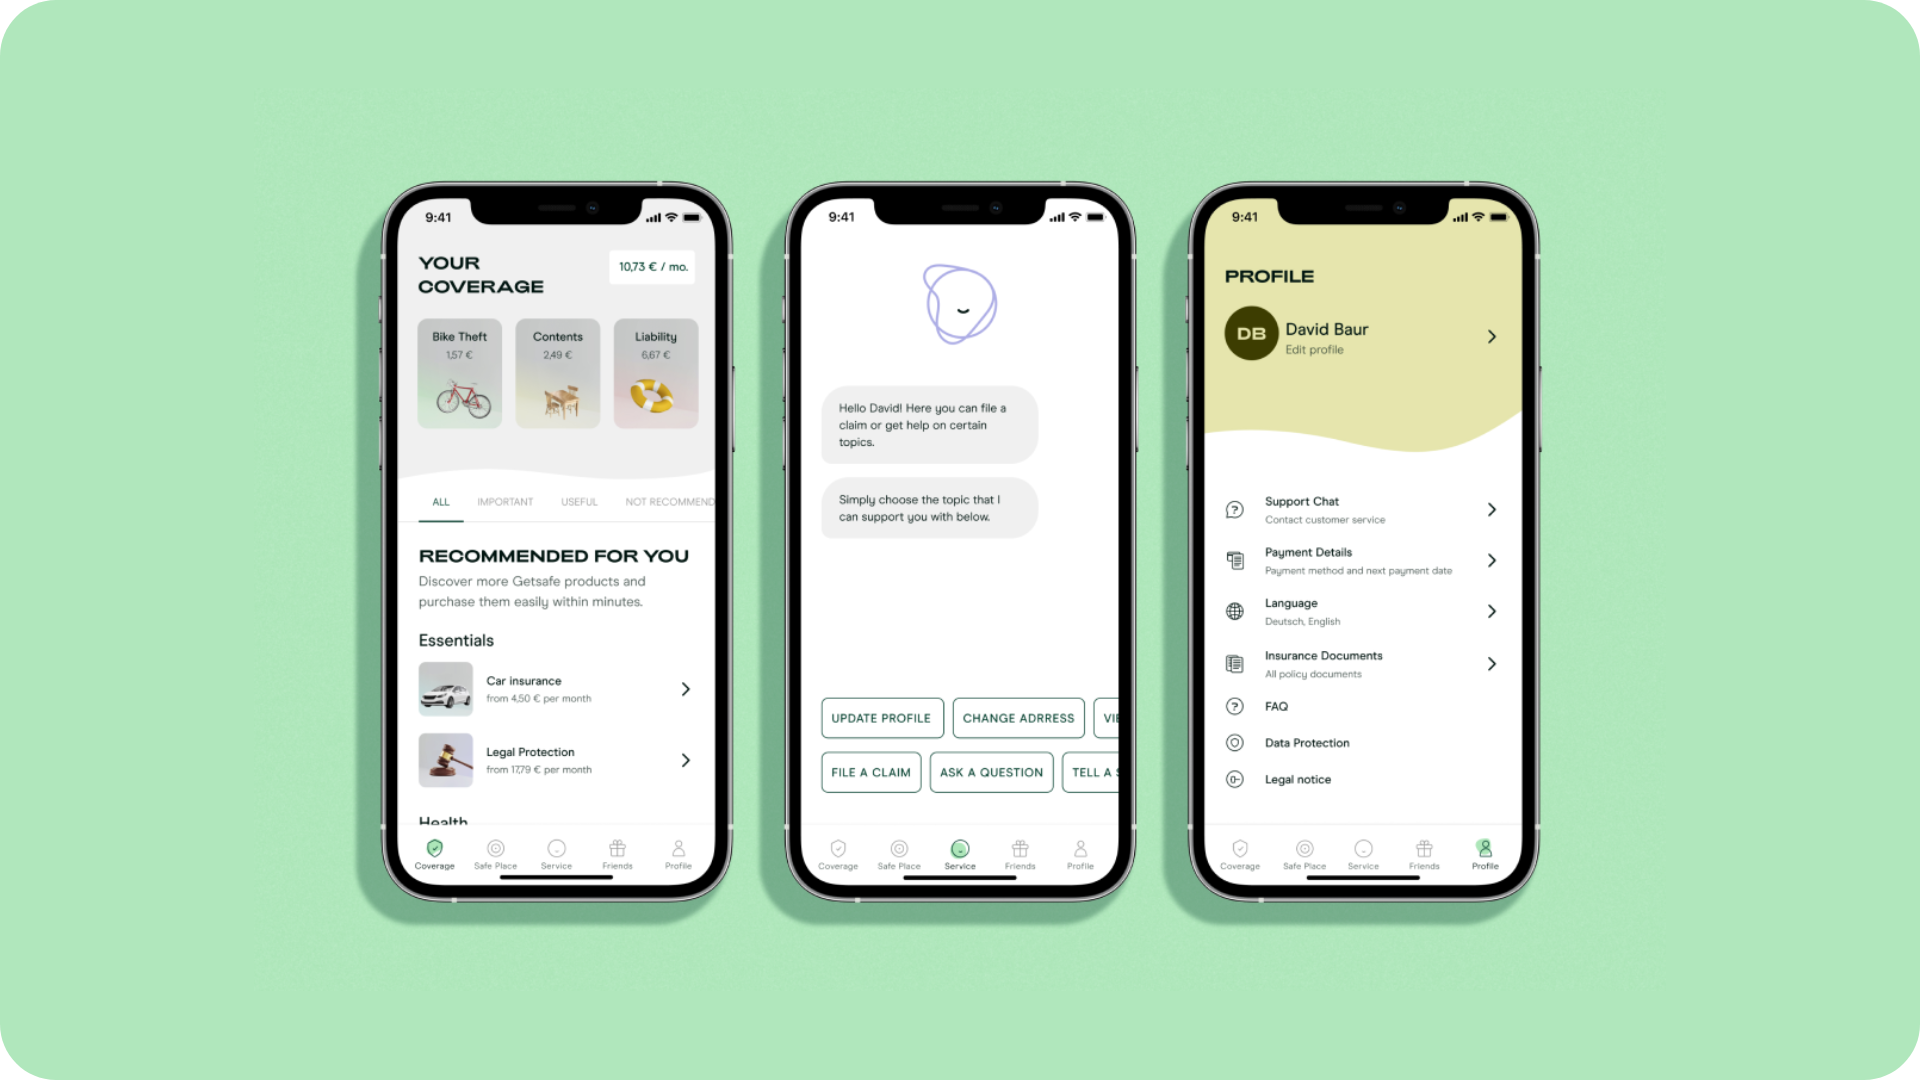 9:41
YOUR
COVERAGE
10,73 € / mo.
Bike Theft
1,57 €
Contents
2,49 €
Liability
6,67 €
ALL IMPORTANT USEFUL NOT RECOMMEND
RECOMMENDED FOR YOU
Discover more Getsafe products and
purchase them easily within minutes.
Essentials
Car insurance
from 4,50 € per month
Legal Protection
from 17,79 € per month
Health
Coverage Safe Place Service Friends Profile
9:41
Hello David! Here you can file a
claim or get help on certain
topics.
Simply choose the topic that I
can support you with below.
UPDATE PROFILE CHANGE ADRRESS
FILE A CLAIM ASK A QUESTION TELL A
Coverage Safe Place Service Friends Profile
9:41
PROFILE
DB
David Baur
Edit profile
Support Chat
Contact customer service
Payment Details
Payment method and next payment date
Language
Deutsch, English
Insurance Documents
All policy documents
FAQ
Data Protection
Legal notice
Coverage Safe Place Service Friends Profile